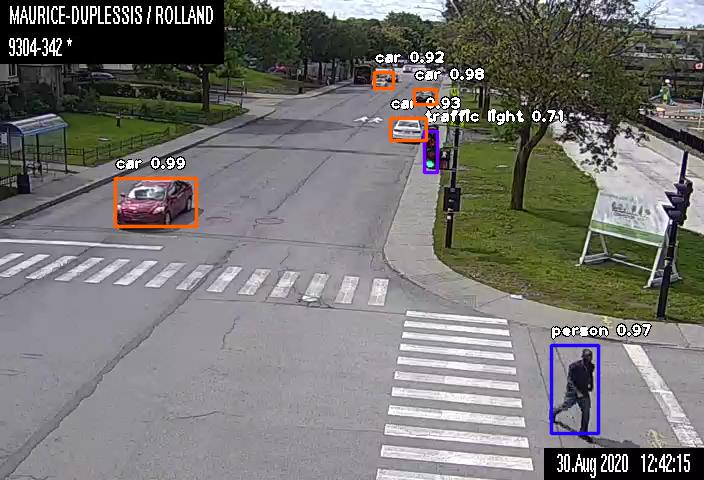 MAURICE-DUPLESSIS / ROLLAND
9304-342 *
car 0.92
car 0.98
car 0.93
traffic light 0.71
car 0.99
person 0.97
30.Aug 2020 12:42:15